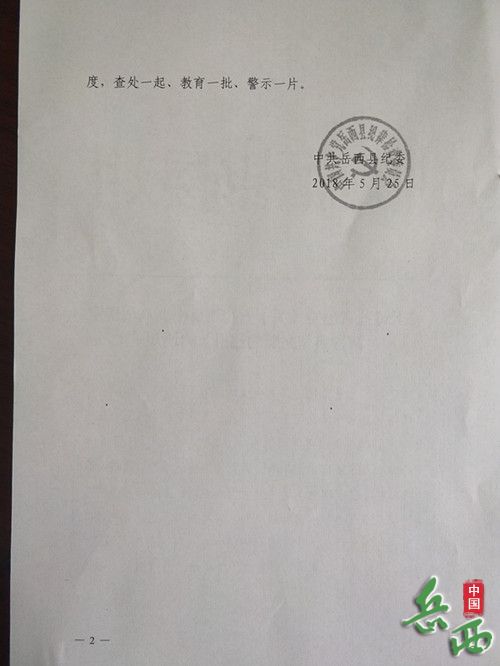 度，查处一起、教育一批、警示一片。
中共岳西县纪委
2018年5月25日
— 2 —
中国
岳西